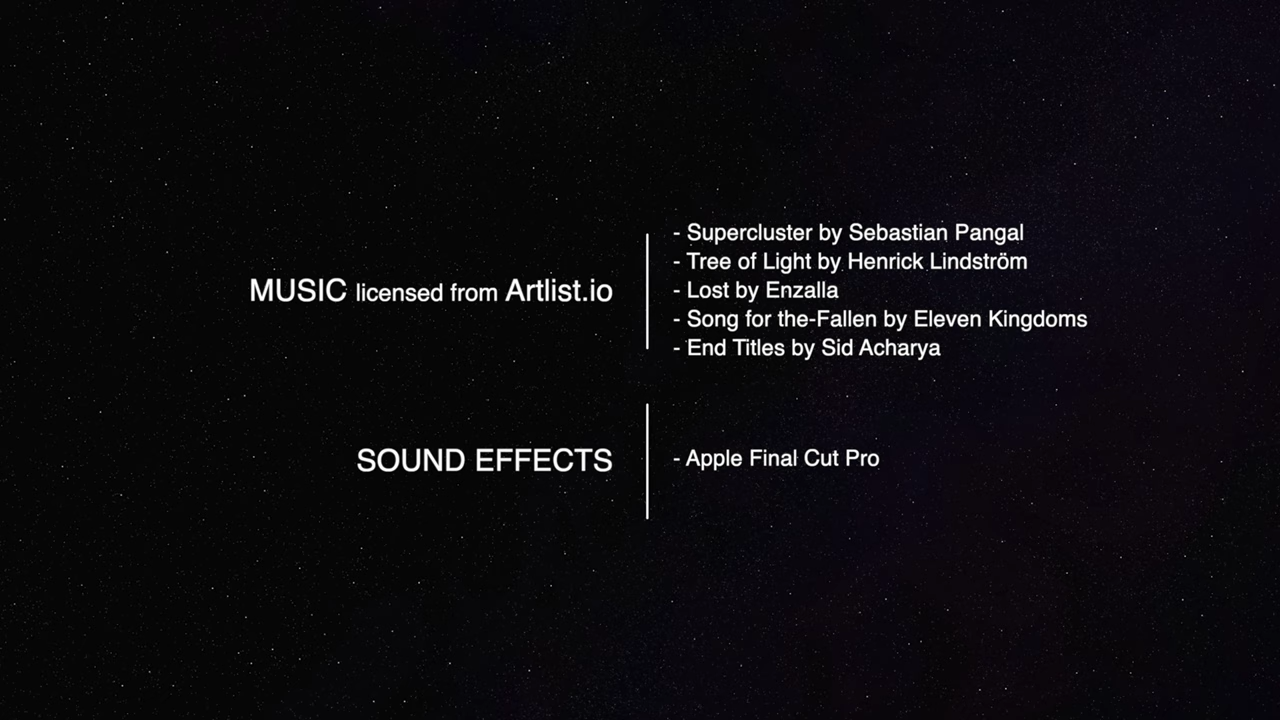 MUSIC licensed from Artlist.io
- Supercluster by Sebastian Pangal
- Tree of Light by Henrick Lindström
- Lost by Enzalla
- Song for the-Fallen by Eleven Kingdoms
- End Titles by Sid Acharya
SOUND EFFECTS
- Apple Final Cut Pro